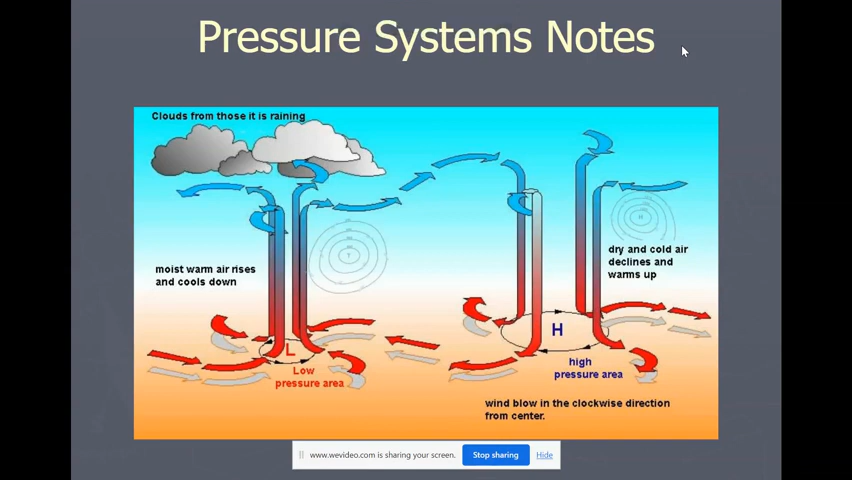 Pressure Systems Notes
Clouds from those it is raining
moist warm air rises
and cools down
dry and cold air
declines and
warms up
L
Low
pressure area
H
high
pressure area
wind blow in the clockwise direction
from center.
www.wevideo.com is sharing your screen.
Stop sharing
Hide